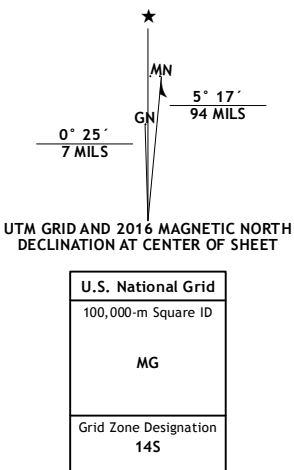 ★
MN
5° 17´
94 MILS
GN
0° 25´
7 MILS
UTM GRID AND 2016 MAGNETIC NORTH
DECLINATION AT CENTER OF SHEET
U.S. National Grid
100,000-m Square ID
MG
Grid Zone Designation
14S